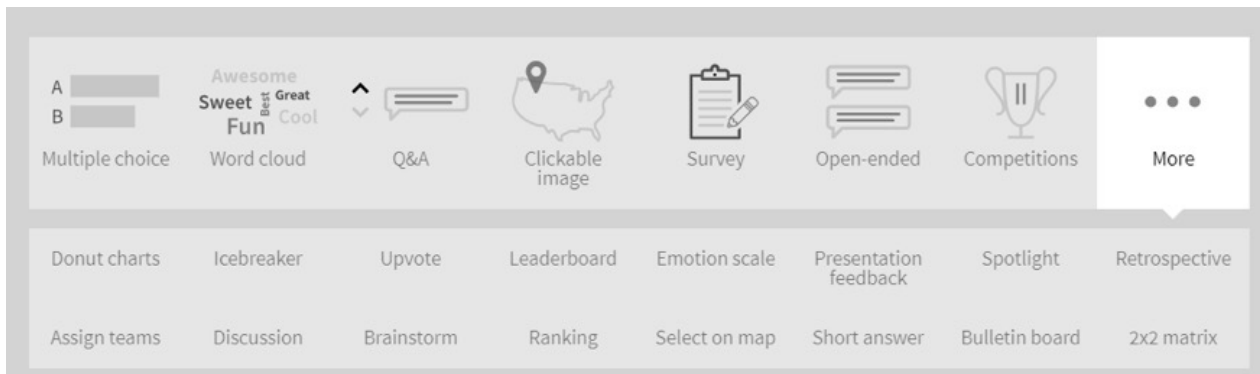 A
B
Multiple choice
Awesome
Sweet Best Great
Fun Cool
Word cloud
Q&A
Clickable
image
Survey
Open-ended
Competitions
More
Donut charts
Icebreaker
Upvote
Leaderboard
Emotion scale
Presentation
feedback
Spotlight
Retrospective
Assign teams
Discussion
Brainstorm
Ranking
Select on map
Short answer
Bulletin board
2x2 matrix